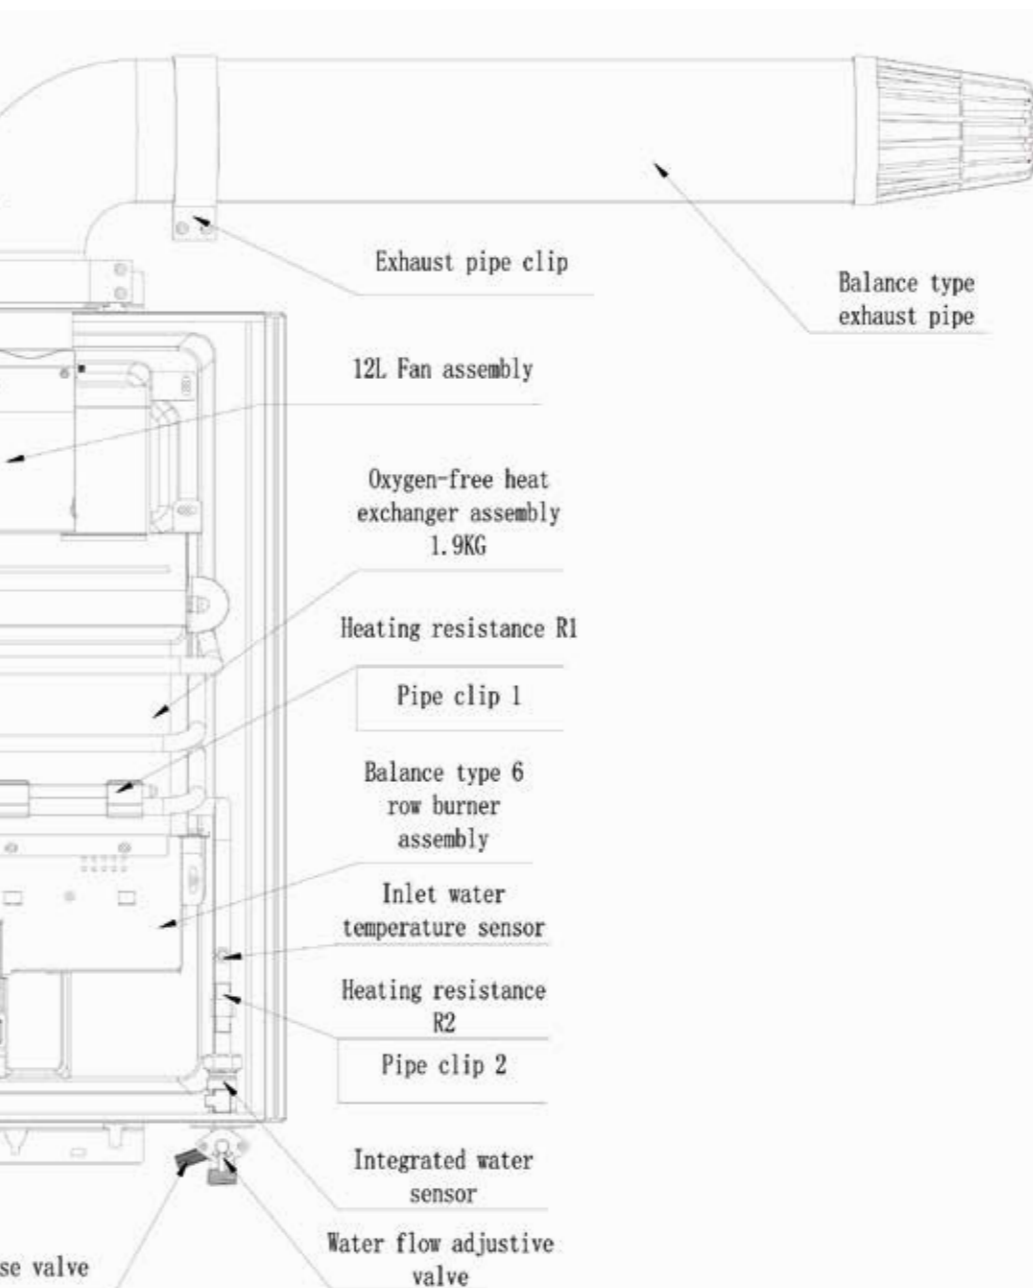 Exhaust pipe clip
Balance type
exhaust pipe
12L Fan assembly
Oxygen-free heat
exchanger assembly
1.9KG
Heating resistance R1
Pipe clip 1
Balance type 6
row burner
assembly
Inlet water
temperature sensor
Heating resistance
R2
Pipe clip 2
Integrated water
sensor
Water flow adjustive
valve
valve